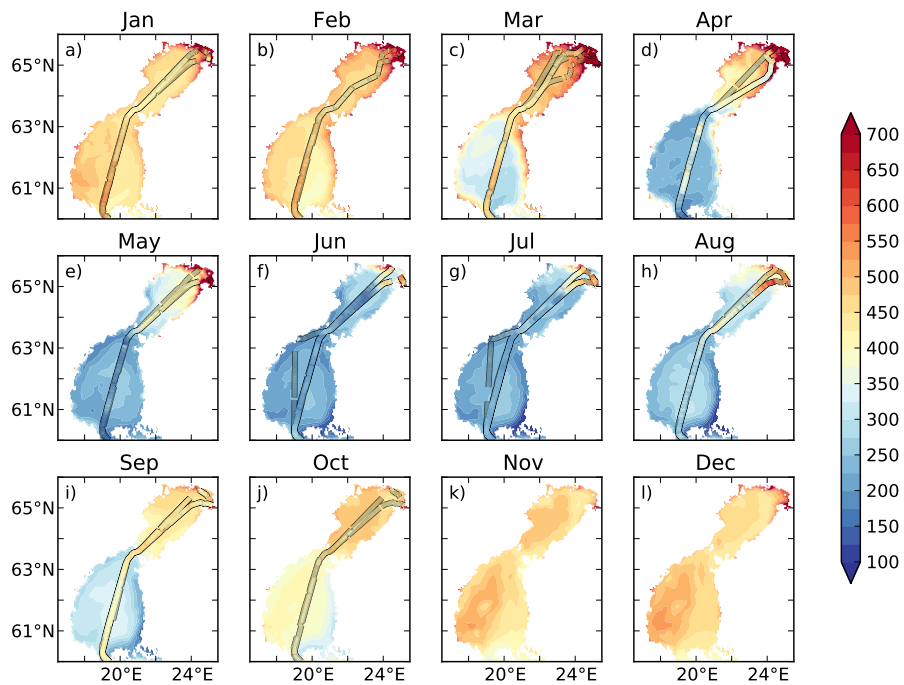 Jan Feb Mar Apr
a) b) c) d)
65°N
63°N
61°N
May Jun Jul Aug
e) f) g) h)
65°N
63°N
61°N
Sep Oct Nov Dec
i) j) k) l)
65°N
63°N
61°N
20°E 24°E 20°E 24°E 20°E 24°E 20°E 24°E
700
650
600
550
500
450
400
350
300
250
200
150
100